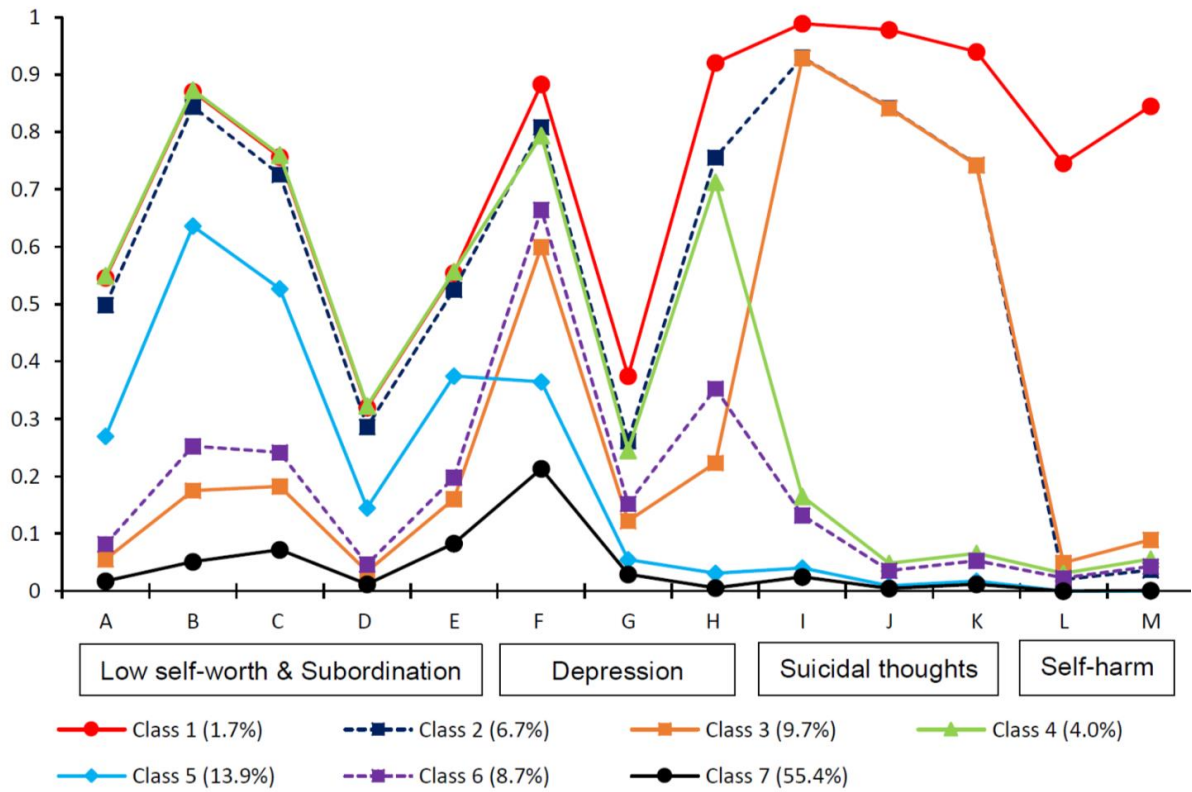 1
0.9
0.8
0.7
0.6
0.5
0.4
0.3
0.2
0.1
0
A B C D E F G H I J K L M
Low self-worth & Subordination Depression Suicidal thoughts Self-harm
Class 1 (1.7%) Class 2 (6.7%) Class 3 (9.7%) Class 4 (4.0%)
Class 5 (13.9%) Class 6 (8.7%) Class 7 (55.4%)